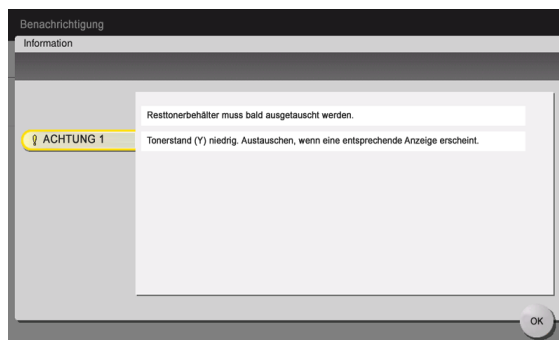 Benachrichtigung
Information
Resttonerbehälter muss bald ausgetauscht werden.
ACHTUNG 1
Tonerstand (Y) niedrig. Austauschen, wenn eine entsprechende Anzeige erscheint.
OK